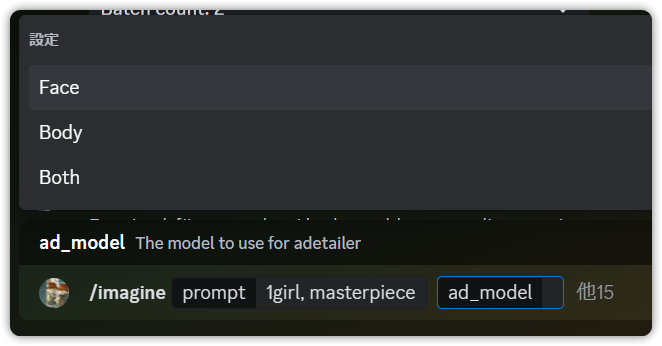 Batch count: 2
設定
Face
Body
Both
ad_model The model to use for adetailer
/imagine prompt 1girl, masterpiece ad_model 他15